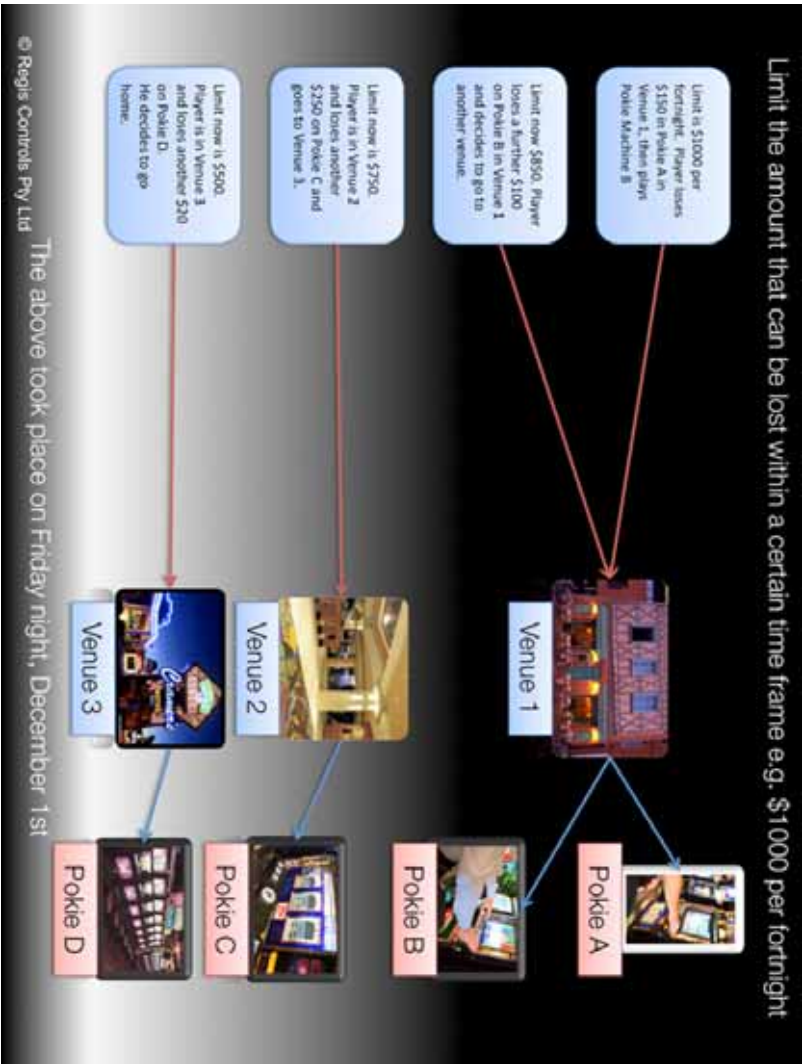 Limit the amount that can be lost within a certain time frame e.g. $1000 per fortnight
Limit is $1000 per
fortnight. Player loses
$150 in Pokie A in
Venue 1, then plays
Pokie Machine B
Limit now $850. Player
loses a further $100
on Pokie B in Venue 1
and decides to go to
another venue.
Limit now is $750.
Player is in Venue 2
and loses another
$250 on Pokie C and
goes to Venue 3.
Limit now is $500.
Player is in Venue 3
and loses another $20
on Pokie D.
He decides to go
home.
Venue 1
Venue 2
Venue 3
Pokie A
Pokie B
Pokie C
Pokie D
The above took place on Friday night, December 1st
© Regis Controls Pty Ltd